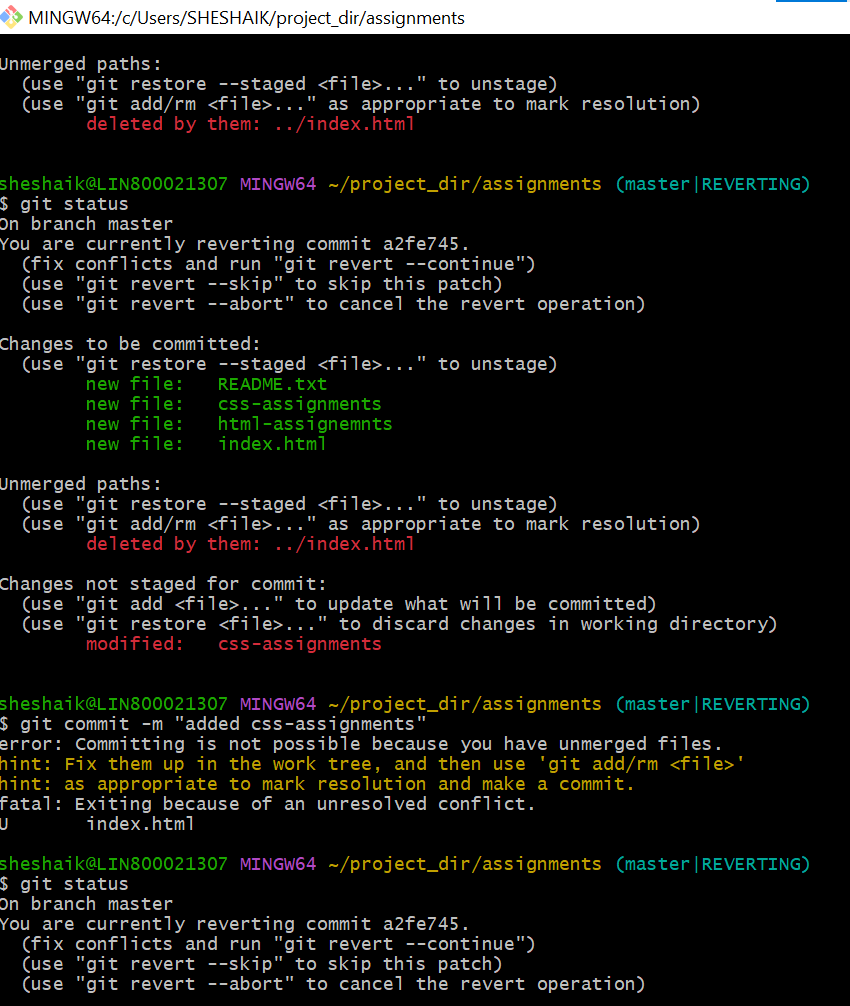 MINGW64:/c/Users/SHESHAIK/project_dir/assignments
Unmerged paths:
  (use "git restore --staged <file>..." to unstage)
  (use "git add/rm <file>..." as appropriate to mark resolution)
        deleted by them: ../index.html
sheshaik@LIN800021307 MINGW64 ~/project_dir/assignments (master|REVERTING)
$ git status
On branch master
You are currently reverting commit a2fe745.
  (fix conflicts and run "git revert --continue")
  (use "git revert --skip" to skip this patch)
  (use "git revert --abort" to cancel the revert operation)
Changes to be committed:
  (use "git restore --staged <file>..." to unstage)
        new file:   README.txt
        new file:   css-assignments
        new file:   html-assignemnts
        new file:   index.html
Unmerged paths:
  (use "git restore --staged <file>..." to unstage)
  (use "git add/rm <file>..." as appropriate to mark resolution)
        deleted by them: ../index.html
Changes not staged for commit:
  (use "git add <file>..." to update what will be committed)
  (use "git restore <file>..." to discard changes in working directory)
        modified:   css-assignments
sheshaik@LIN800021307 MINGW64 ~/project_dir/assignments (master|REVERTING)
$ git commit -m "added css-assignments"
error: Committing is not possible because you have unmerged files.
hint: Fix them up in the work tree, and then use 'git add/rm <file>'
hint: as appropriate to mark resolution and make a commit.
fatal: Exiting because of an unresolved conflict.
U       index.html
sheshaik@LIN800021307 MINGW64 ~/project_dir/assignments (master|REVERTING)
$ git status
On branch master
You are currently reverting commit a2fe745.
  (fix conflicts and run "git revert --continue")
  (use "git revert --skip" to skip this patch)
  (use "git revert --abort" to cancel the revert operation)